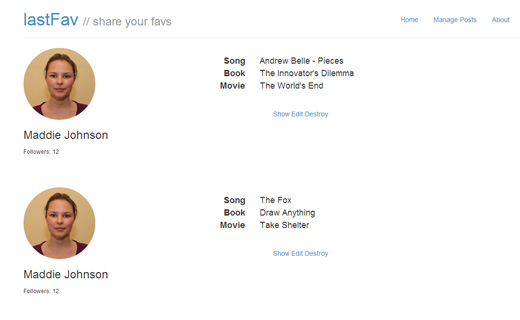 lastFav // share your favs
Home Manage Posts About
Song Andrew Belle - Pieces
Book The Innovator's Dilemma
Movie The World's End
Show Edit Destroy
Maddie Johnson
Followers: 12
Song The Fox
Book Draw Anything
Movie Take Shelter
Show Edit Destroy
Maddie Johnson
Followers: 12